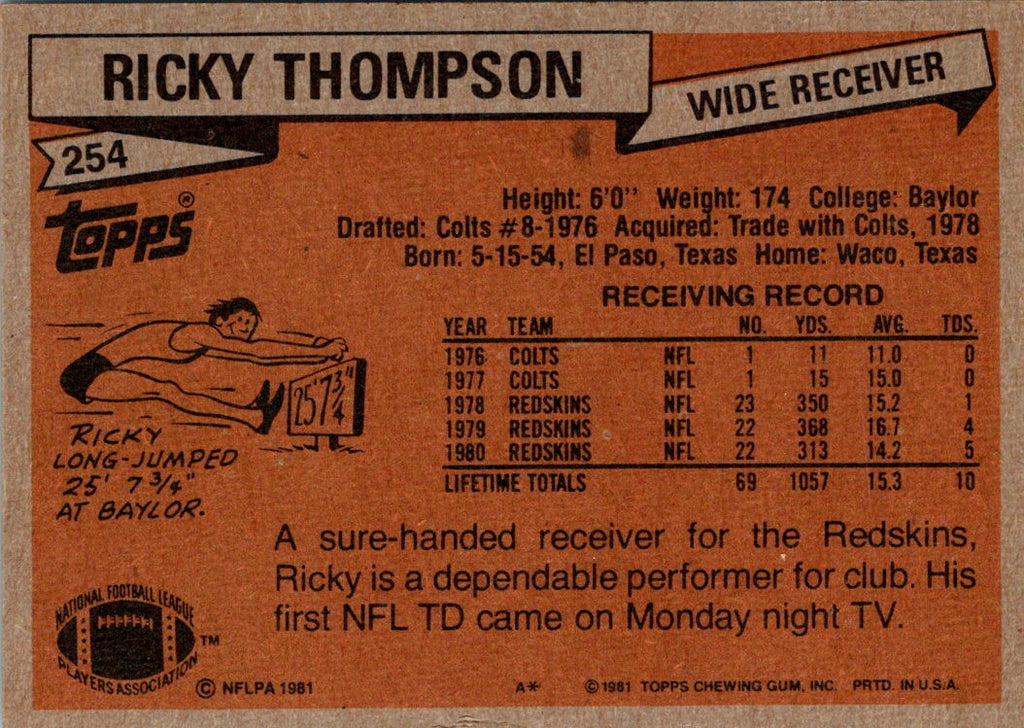 RICKY THOMPSON
WIDE RECEIVER
254
TOPPS®
Height: 6'0'' Weight: 174 College: Baylor
Drafted: Colts #8-1976 Acquired: Trade with Colts, 1978
Born: 5-15-54, El Paso, Texas Home: Waco, Texas
RECEIVING RECORD
YEAR TEAM NO. YDS. AVG. TDS.
1976 COLTS NFL 1 11 11.0 0
1977 COLTS NFL 1 15 15.0 0
1978 REDSKINS NFL 23 350 15.2 1
1979 REDSKINS NFL 22 368 16.7 4
1980 REDSKINS NFL 22 313 14.2 5
LIFETIME TOTALS 69 1057 15.3 10
25'7¾"
RICKY
LONG-JUMPED
25' 7 3/4"
AT BAYLOR.
A sure-handed receiver for the Redskins,
Ricky is a dependable performer for club. His
first NFL TD came on Monday night TV.
NATIONAL FOOTBALL LEAGUE
PLAYERS ASSOCIATION
TM
© NFLPA 1981
A* © 1981 TOPPS CHEWING GUM, INC. PRTD. IN U.S.A.